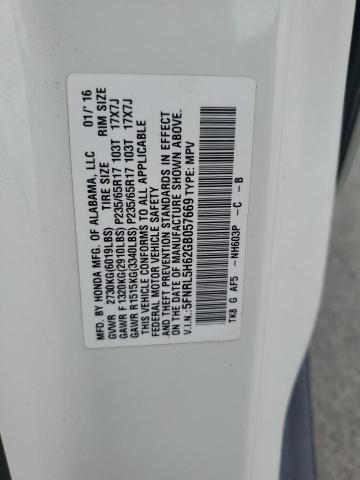 MFD. BY HONDA MFG. OF ALABAMA, LLC 01/16
GVWR 2730KG(6019LBS) TIRE SIZE RIM SIZE
GAWR F 1320KG(2910LBS) P235/65R17 103T 17X7J
GAWR R1515KG(3340LBS) P235/65R17 103T 17X7J
THIS VEHICLE CONFORMS TO ALL APPLICABLE
FEDERAL MOTOR VEHICLE SAFETY
AND THEFT PREVENTION STANDARDS IN
EFFECT ON THE DATE OF MANUFACTURE SHOWN ABOVE.
V.I.N.: 5FNRL5H62GB057669 TYPE: MPV
TK8 G AF5 -NH603P -C -B